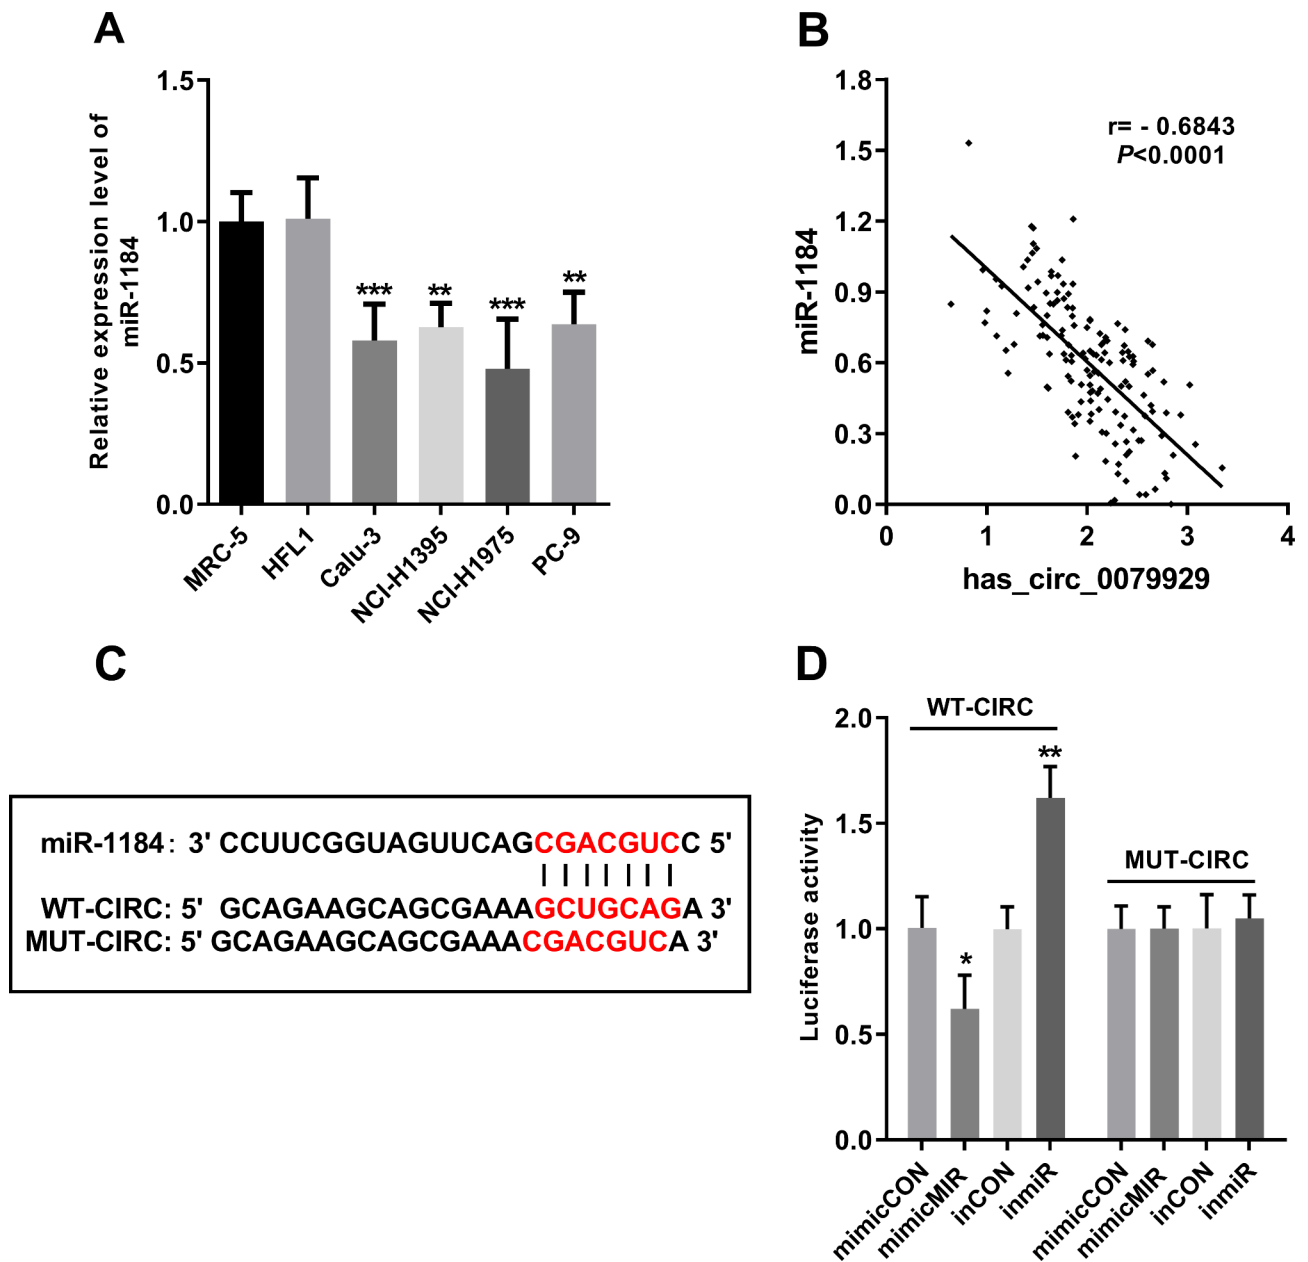 A
Relative expression level of
miR-1184
1.5
1.0
0.5
0.0
***
**
***
**
MRC-5
HFL1
Calu-3
NCI-H1395
NCI-H1975
PC-9
B
miR-1184
1.8
1.5
1.2
0.9
0.6
0.3
0.0
r= - 0.6843
P<0.0001
0 1 2 3 4
has_circ_0079929
C
miR-1184: 3' CCUUCGGUAGUUCAGCGACGUCC 5'
WT-CIRC: 5' GCAGAAGCAGCGAAAGCUGCAGA 3'
MUT-CIRC: 5' GCAGAAGCAGCGAAACGACGUCA 3'
D
Luciferase activity
2.0
1.5
1.0
0.5
0.0
WT-CIRC
*
**
MUT-CIRC
mimicCON
mimicMIR
inCON
inmiR
mimicCON
mimicMIR
inCON
inmiR